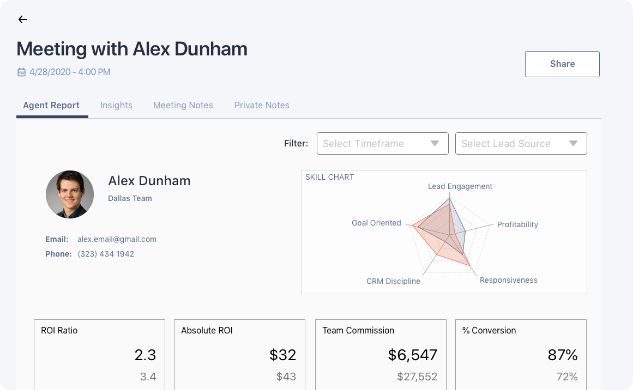 Meeting with Alex Dunham
4/28/2020 - 4:00 PM
Share
Agent Report
Insights
Meeting Notes
Private Notes
Filter:
Select Timeframe
Select Lead Source
Alex Dunham
Dallas Team
Email: alex.email@gmail.com
Phone: (323) 434 1942
SKILL CHART
Lead Engagement
Goal Oriented
Profitability
CRM Discipline
Responsiveness
ROI Ratio
2.3
3.4
Absolute ROI
$32
$43
Team Commission
$6,547
$27,552
% Conversion
87%
72%